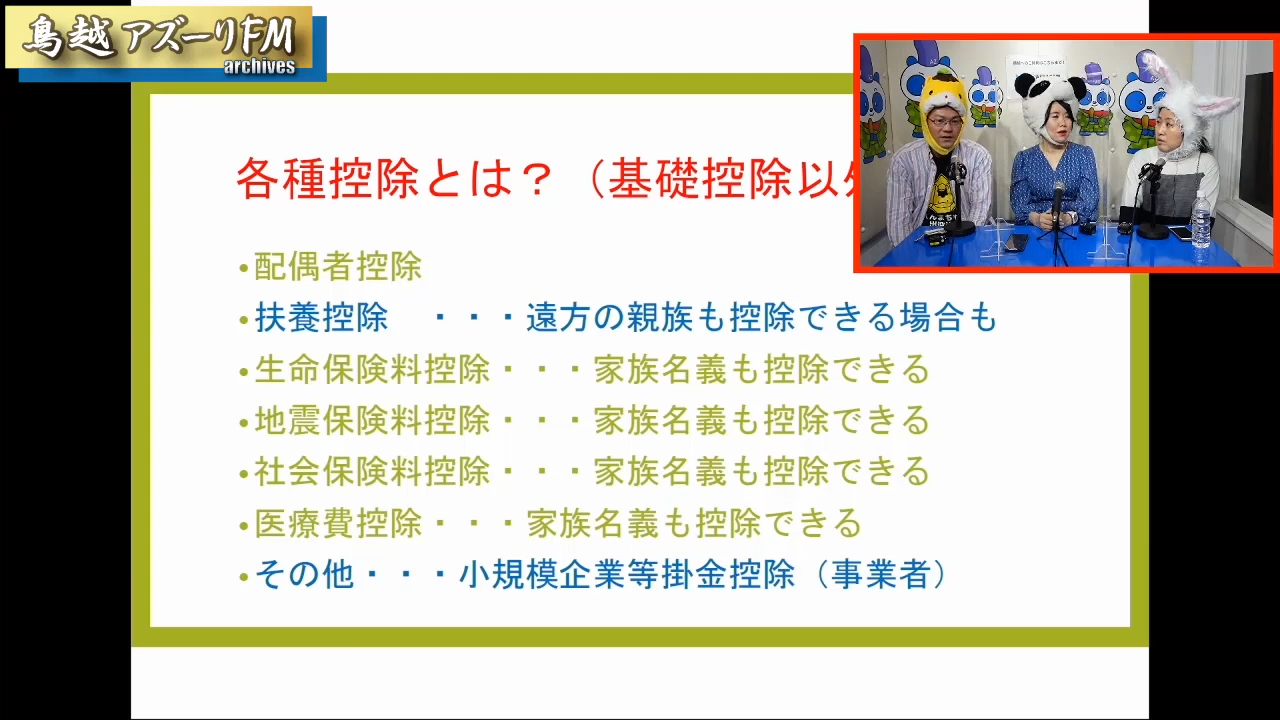 鳥越アズーリFM
archives
各種控除とは？（基礎控除以外
・配偶者控除
・扶養控除　・・・遠方の親族も控除できる場合も
・生命保険料控除・・・家族名義も控除できる
・地震保険料控除・・・家族名義も控除できる
・社会保険料控除・・・家族名義も控除できる
・医療費控除・・・家族名義も控除できる
・その他・・・小規模企業等掛金控除（事業者）